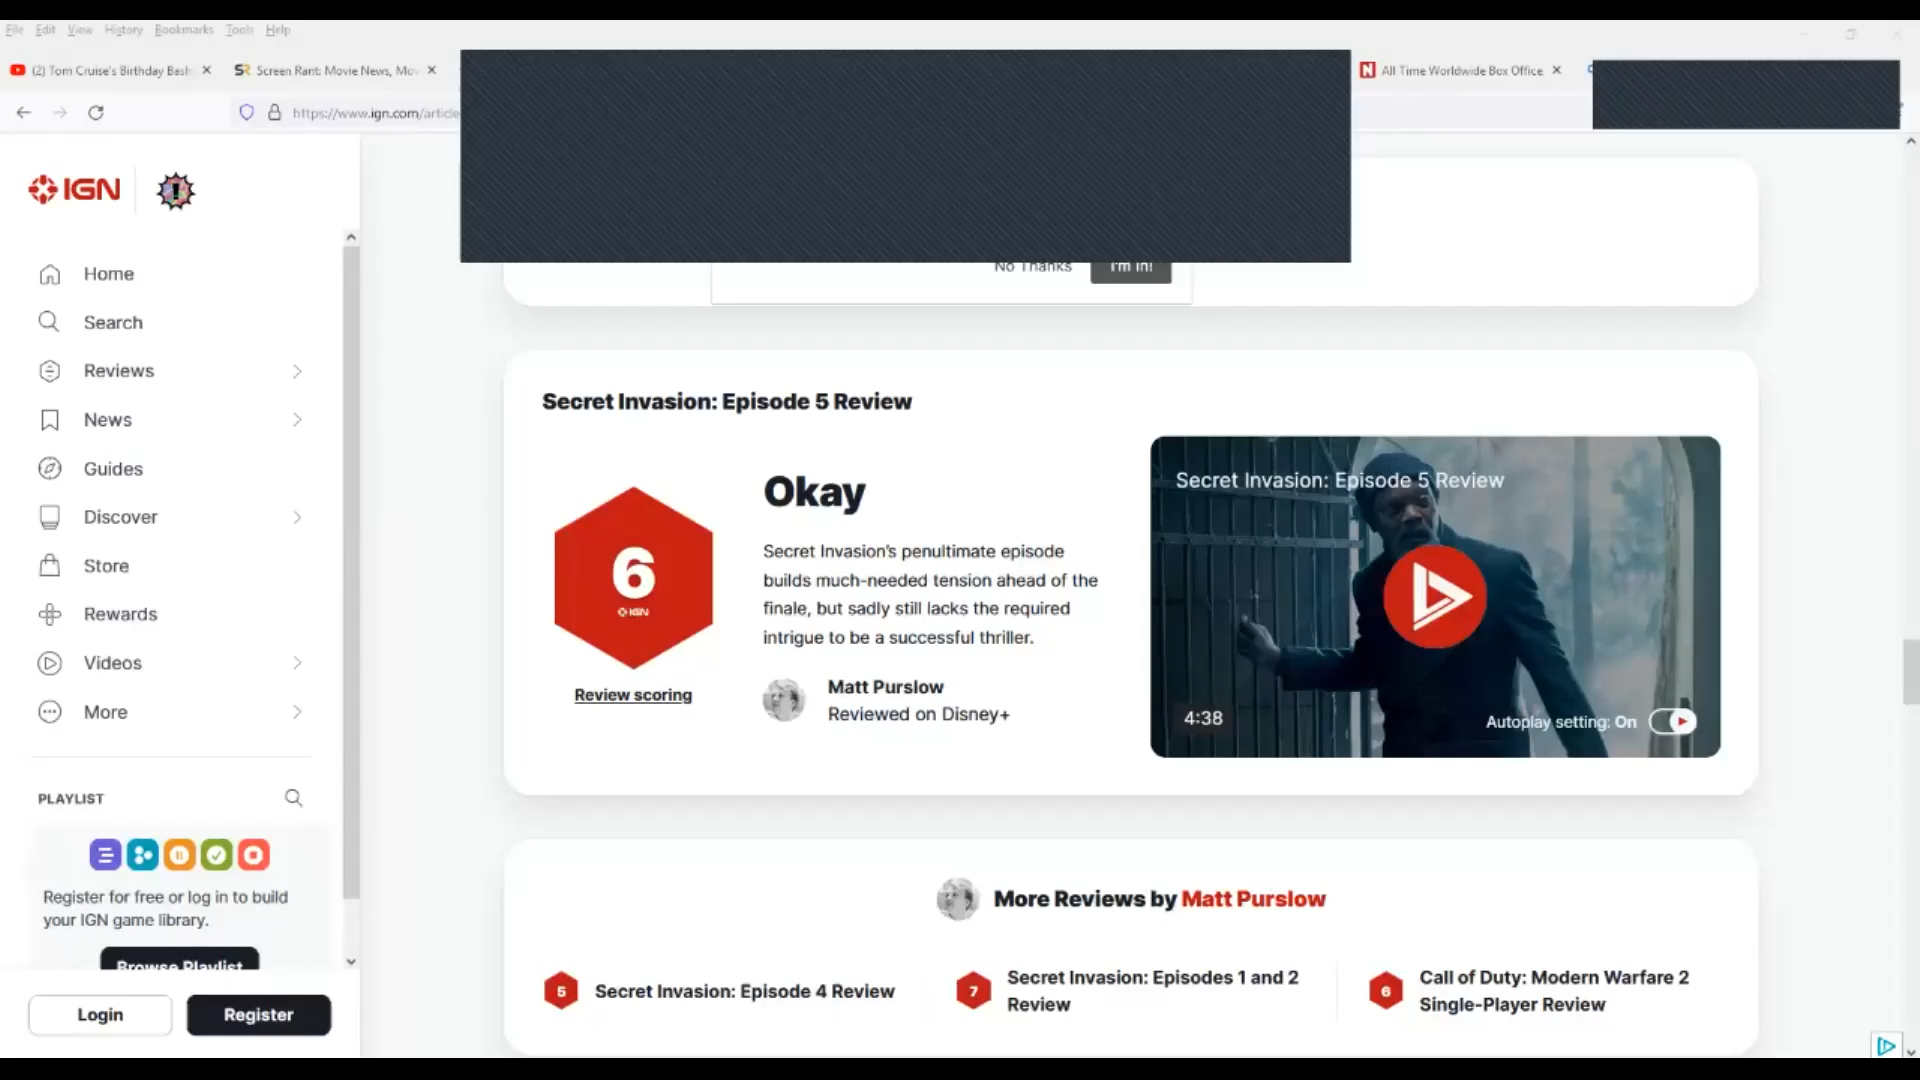 File Edit View History Bookmarks Tools Help
(2) Tom Cruise's Birthday Bash
Screen Rant: Movie News, Mov
All Time Worldwide Box Office
https://www.ign.com/article
IGN
Home
Search
Reviews
News
Guides
Discover
Store
Rewards
Videos
More
PLAYLIST
Register for free or log in to build
your IGN game library.
Browse Playlist
Login
Register
No Thanks
I'm in!
Secret Invasion: Episode 5 Review
6
IGN
Review scoring
Okay
Secret Invasion's penultimate episode
builds much-needed tension ahead of the
finale, but sadly still lacks the required
intrigue to be a successful thriller.
Matt Purslow
Reviewed on Disney+
Secret Invasion: Episode 5 Review
4:38
Autoplay setting: On
More Reviews by Matt Purslow
5
Secret Invasion: Episode 4 Review
7
Secret Invasion: Episodes 1 and 2
Review
6
Call of Duty: Modern Warfare 2
Single-Player Review